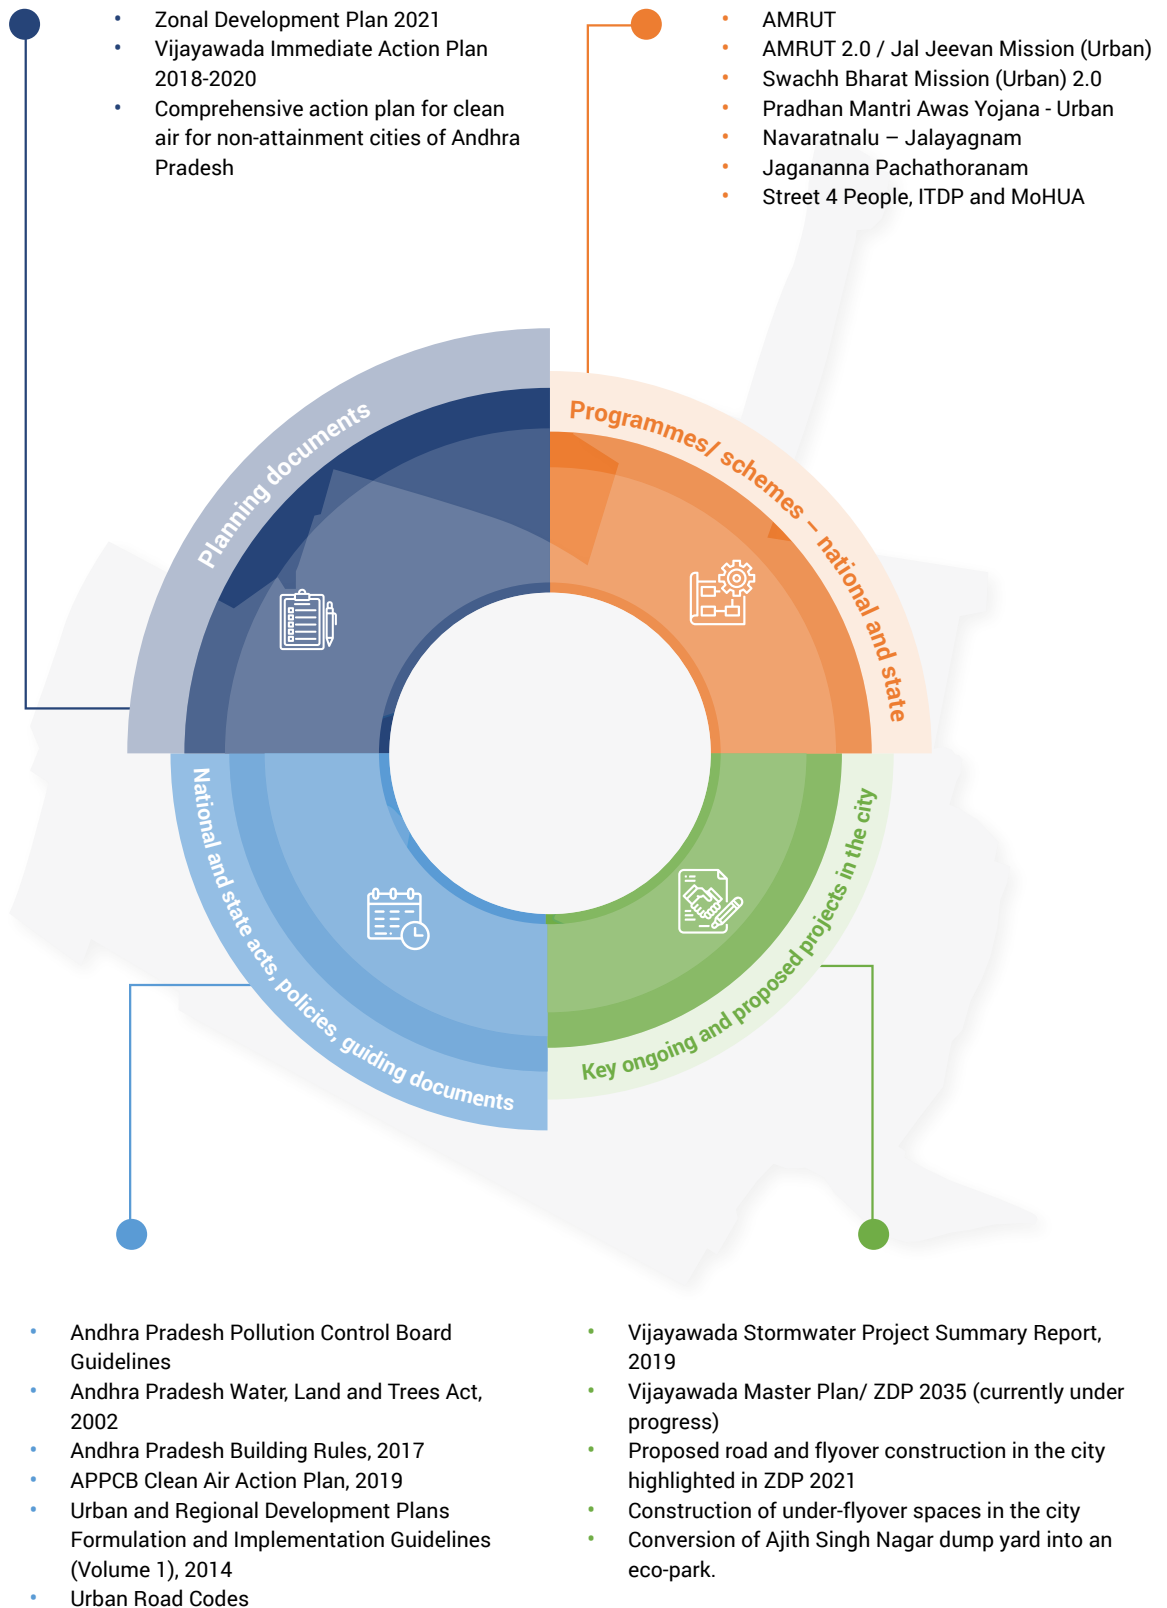 Zonal Development Plan 2021
Vijayawada Immediate Action Plan
2018-2020
Comprehensive action plan for clean
air for non-attainment cities of Andhra
Pradesh
AMRUT
AMRUT 2.0 / Jal Jeevan Mission (Urban)
Swachh Bharat Mission (Urban) 2.0
Pradhan Mantri Awas Yojana - Urban
Navaratnalu – Jalayagnam
Jagananna Pachathoranam
Street 4 People, ITDP and MoHUA
Planning documents
Programmes/ schemes – national and state
National and state acts, policies, guiding documents
Key ongoing and proposed projects in the city
Andhra Pradesh Pollution Control Board
Guidelines
Andhra Pradesh Water, Land and Trees Act,
2002
Andhra Pradesh Building Rules, 2017
APPCB Clean Air Action Plan, 2019
Urban and Regional Development Plans
Formulation and Implementation Guidelines
(Volume 1), 2014
Urban Road Codes
Vijayawada Stormwater Project Summary Report,
2019
Vijayawada Master Plan/ ZDP 2035 (currently under
progress)
Proposed road and flyover construction in the city
highlighted in ZDP 2021
Construction of under-flyover spaces in the city
Conversion of Ajith Singh Nagar dump yard into an
eco-park.